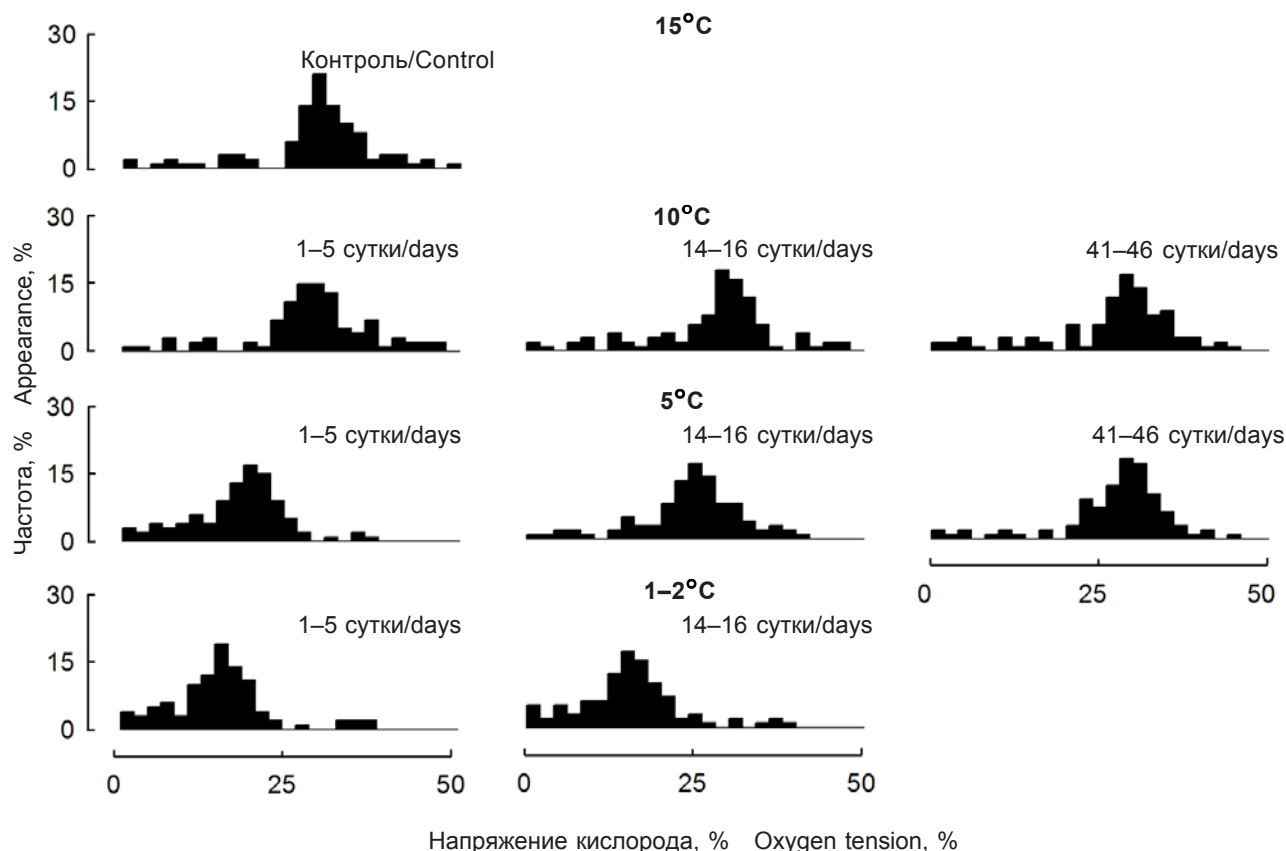 15°C
30
15
0
Контроль/Control
10°C
30
15
0
1–5 сутки/days
14–16 сутки/days
41–46 сутки/days
Частота, % Appearance, %
5°C
30
15
0
1–5 сутки/days
14–16 сутки/days
41–46 сутки/days
0 25 50
1–2°C
30
15
0
1–5 сутки/days
14–16 сутки/days
0 25 50
0 25 50
Напряжение кислорода, % Oxygen tension, %